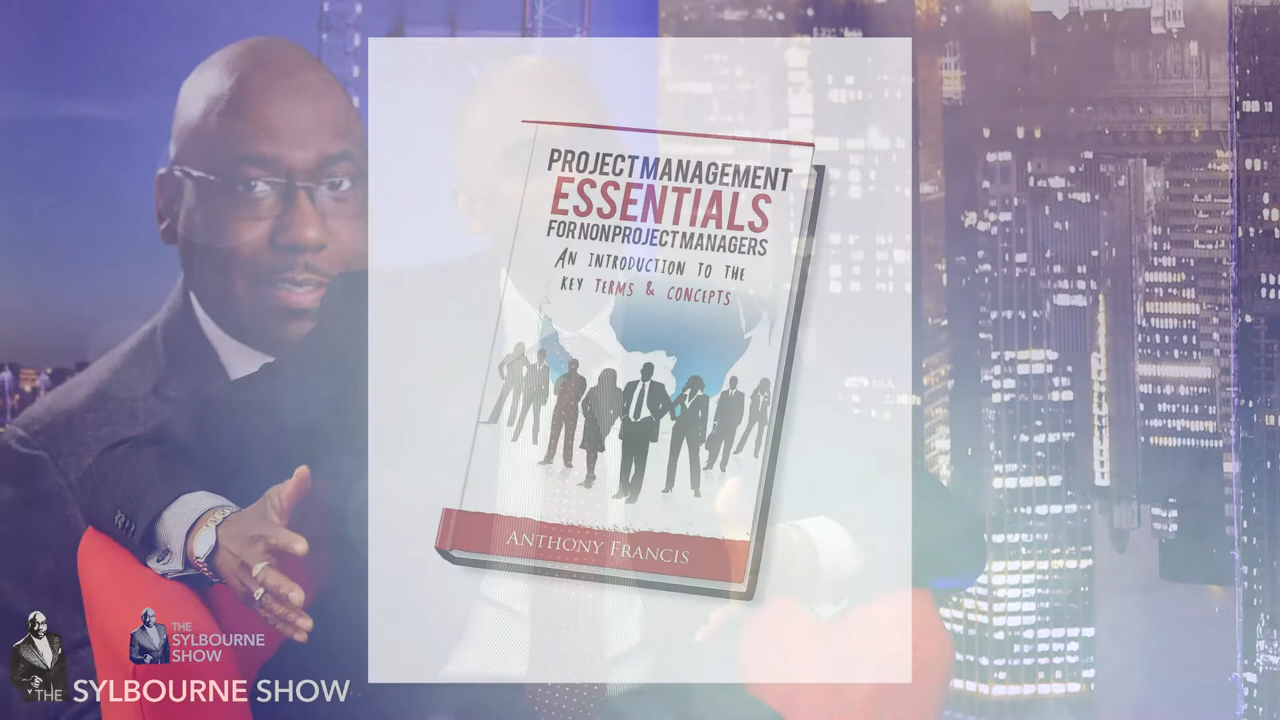 PROJECT MANAGEMENT
ESSENTIALS
FOR NON PROJECT MANAGERS
AN INTRODUCTION TO THE
KEY TERMS & CONCEPTS
ANTHONY FRANCIS
THE
SYLBOURNE
SHOW
THE SYLBOURNE SHOW